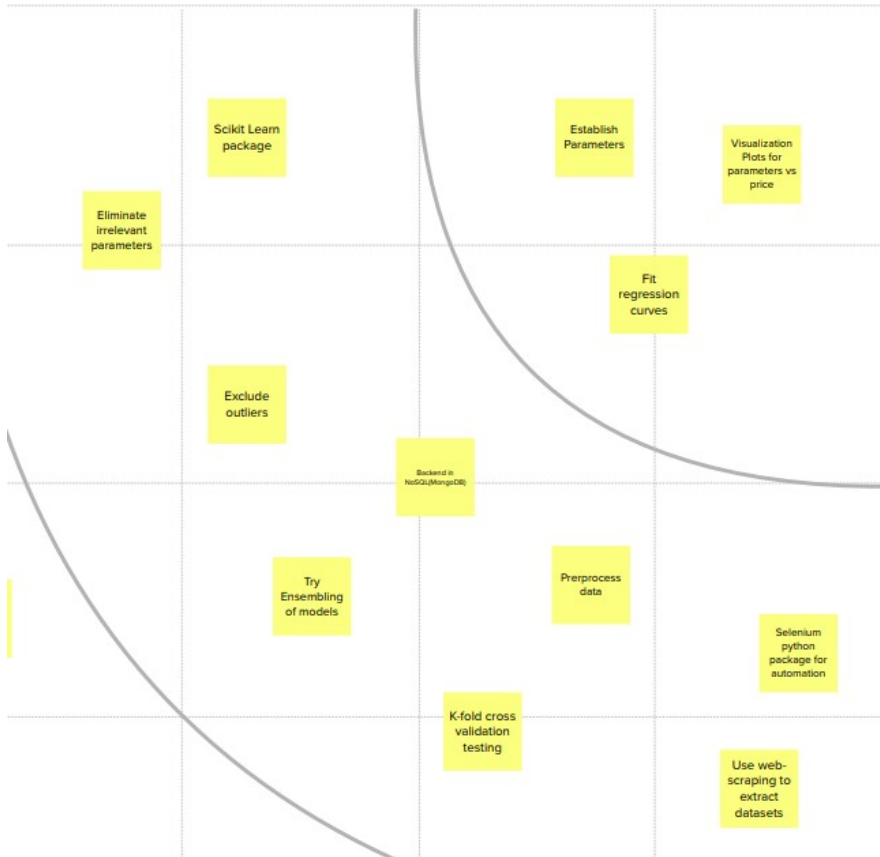 Scikit Learn
package
Establish
Parameters
Visualization
Plots for
parameters vs
price
Eliminate
irrelevant
parameters
Fit
regression
curves
Exclude
outliers
Backend in
NoSQL(MongoDB)
Try
Ensembling
of models
Prerprocess
data
Selenium
python
package for
automation
K-fold cross
validation
testing
Use web-
scraping to
extract
datasets